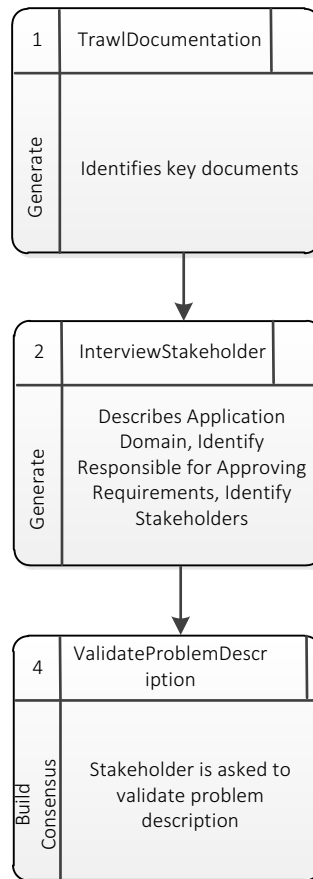 1
TrawlDocumentation
Generate
Identifies key documents
2
InterviewStakeholder
Generate
Describes Application
Domain, Identify
Responsible for Approving
Requirements, Identify
Stakeholders
4
ValidateProblemDescr
iption
Build
Consensus
Stakeholder is asked to
validate problem
description